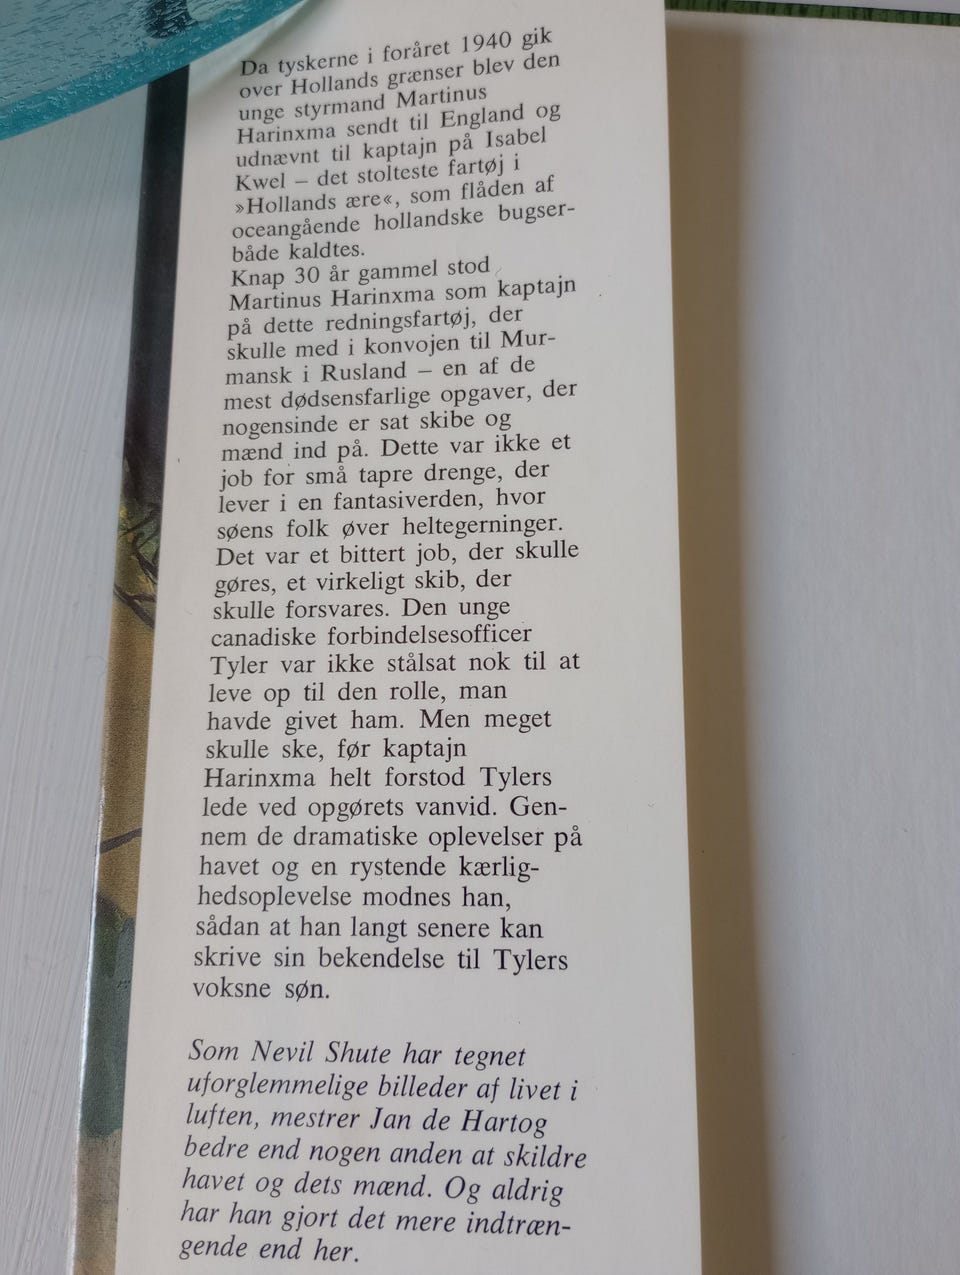 Da tyskerne i foråret 1940 gik
over Hollands grænser blev den
unge styrmand Martinus
Harinxma sendt til England og
udnævnt til kaptajn på Isabel
Kwel – det stolteste fartøj i
»Hollands ære«, som flåden af
oceangående hollandske bugser-
både kaldtes.
Knap 30 år gammel stod
Martinus Harinxma som kaptajn
på dette redningsfartøj, der
skulle med i konvojen til Mur-
mansk i Rusland – en af de
mest dødsensfarlige opgaver, der
nogensinde er sat skibe og
mænd ind på. Dette var ikke et
job for små tapre drenge, der
lever i en fantasiverden, hvor
søens folk øver heltegerninger.
Det var et bittert job, der skulle
gøres, et virkeligt skib, der
skulle forsvares. Den unge
canadiske forbindelsesofficer
Tyler var ikke stålsat nok til at
leve op til den rolle, man
havde givet ham. Men meget
skulle ske, før kaptajn
Harinxma helt forstod Tylers
lede ved opgørets vanvid. Gen-
nem de dramatiske oplevelser på
havet og en rystende kærlig-
hedsoplevelse modnes han,
sådan at han langt senere kan
skrive sin bekendelse til Tylers
voksne søn.
Som Nevil Shute har tegnet
uforglemmelige billeder af livet i
luften, mestrer Jan de Hartog
bedre end nogen anden at skildre
havet og dets mænd. Og aldrig
har han gjort det mere indtræn-
gende end her.